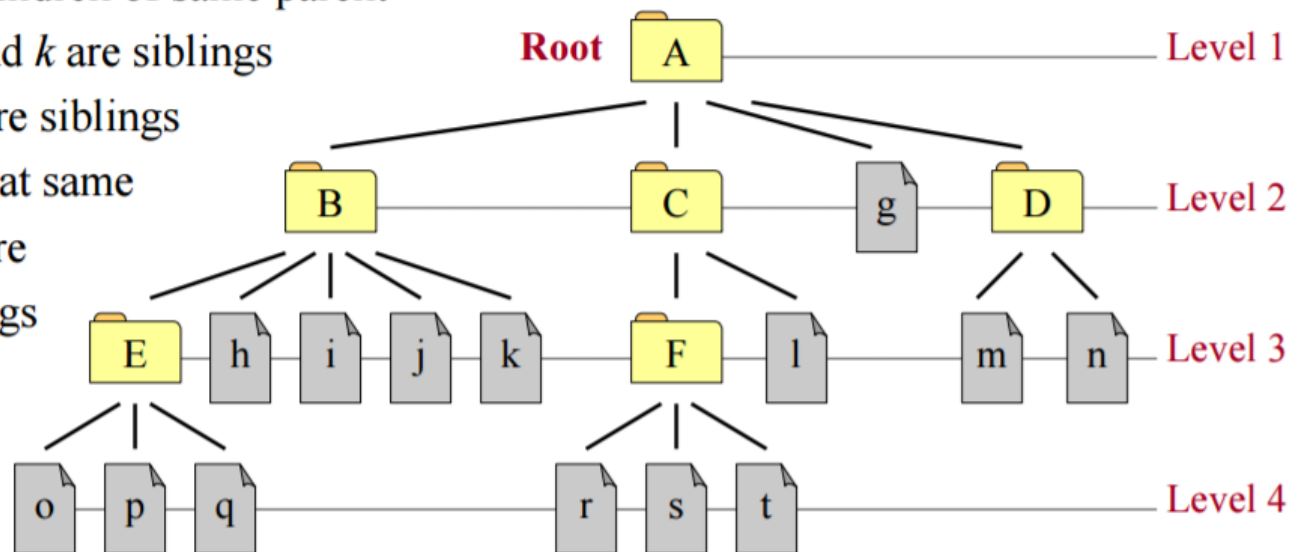 d k are siblings
Root A Level 1
re siblings
at same
B C g D Level 2
re
gs
E h i j k F l m n Level 3
o p q r s t Level 4